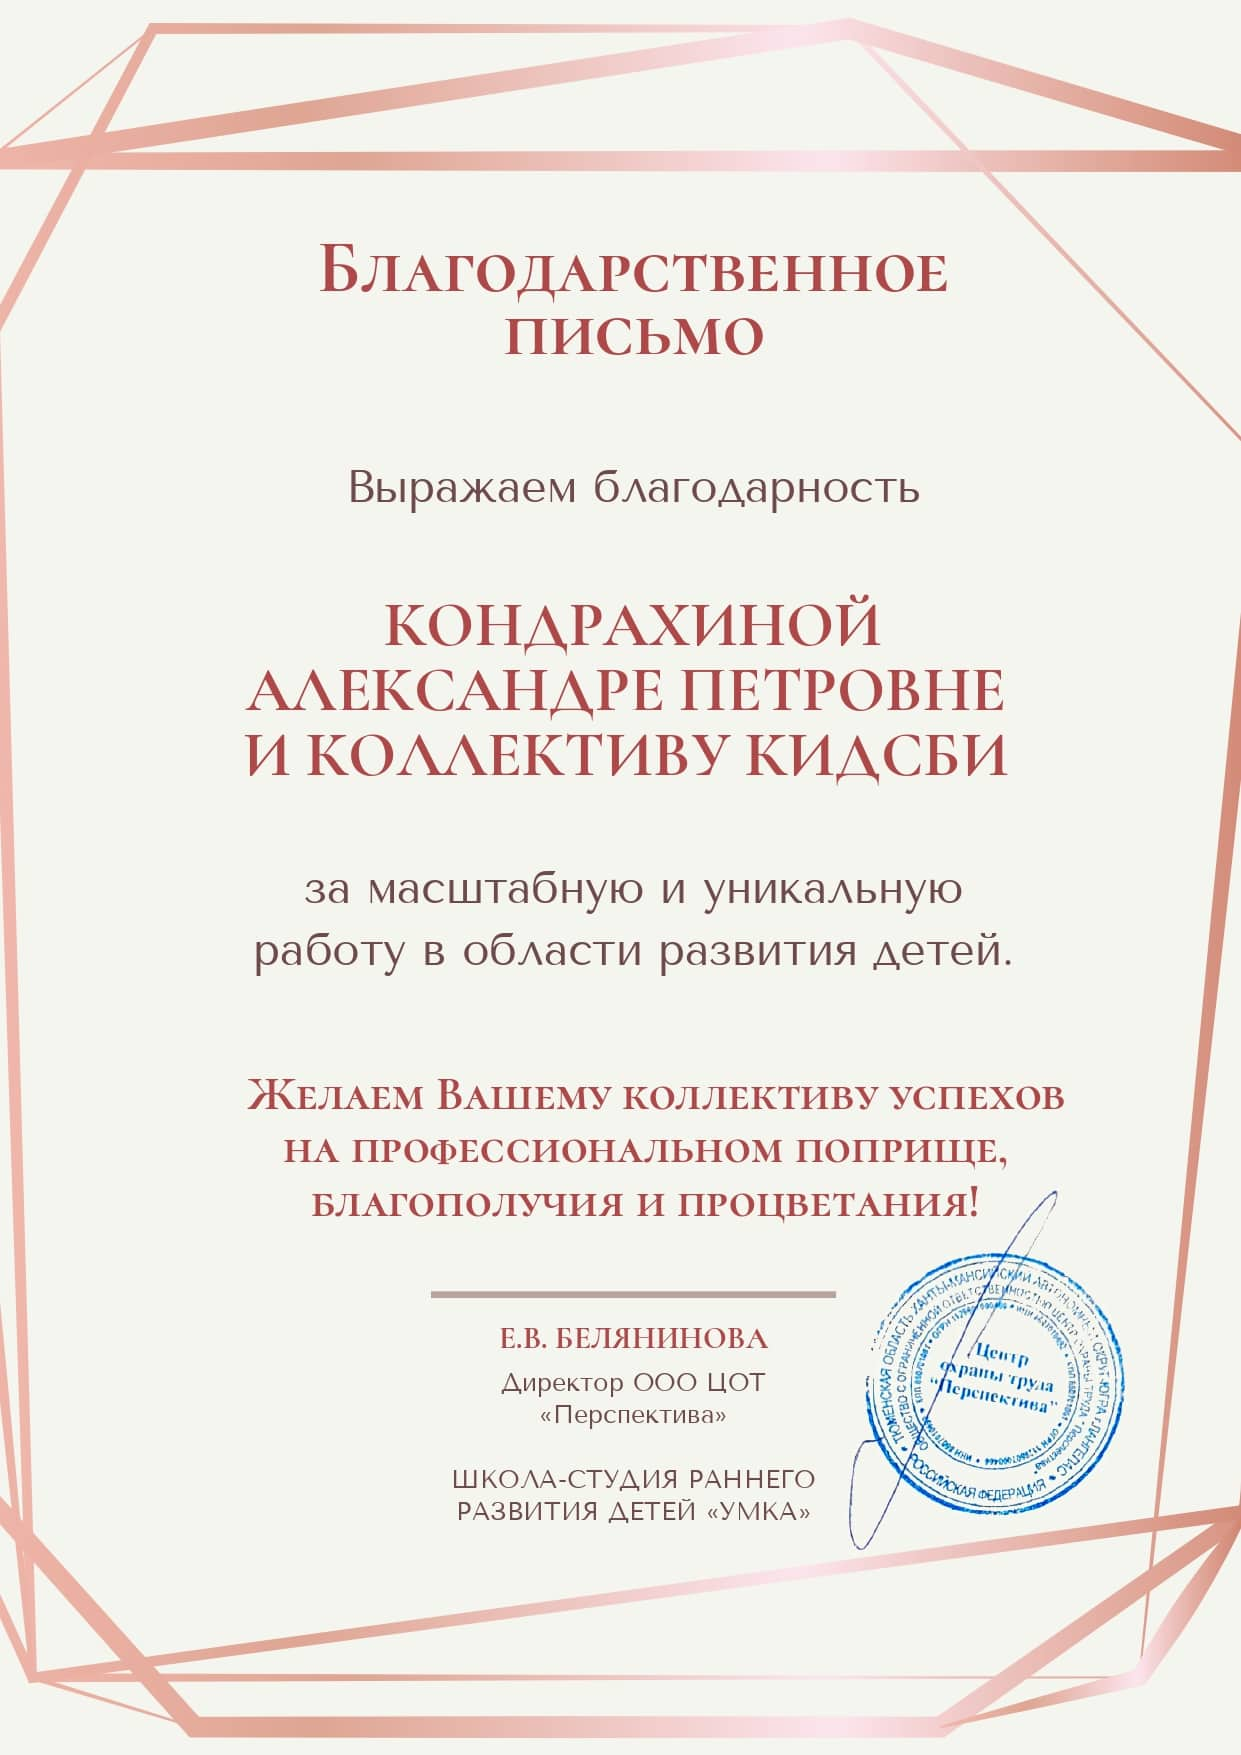 Благодарственное
письмо
Выражаем благодарность
КОНДРАХИНОЙ
АЛЕКСАНДРЕ ПЕТРОВНЕ
И КОЛЛЕКТИВУ КИДСБИ
за масштабную и уникальную
работу в области развития детей.
Желаем Вашему коллективу успехов
на профессиональном поприще,
благополучия и процветания!
Е.В. БЕЛЯНИНОВА
Директор ООО ЦОТ
«Перспектива»
ШКОЛА-СТУДИЯ РАННЕГО
РАЗВИТИЯ ДЕТЕЙ «УМКА»
ТЮМЕНСКАЯ ОБЛАСТЬ ХАНТЫ-МАНСИЙСКИЙ АВТОНОМНЫЙ ОКРУГ-ЮГРА г.ЛАНГЕПАС
РОССИЙСКАЯ ФЕДЕРАЦИЯ
ОБЩЕСТВО С ОГРАНИЧЕННОЙ ОТВЕТСТВЕННОСТЬЮ ЦЕНТР ОХРАНЫ ТРУДА "Перспектива"
Центр
охраны труда
"Перспектива"